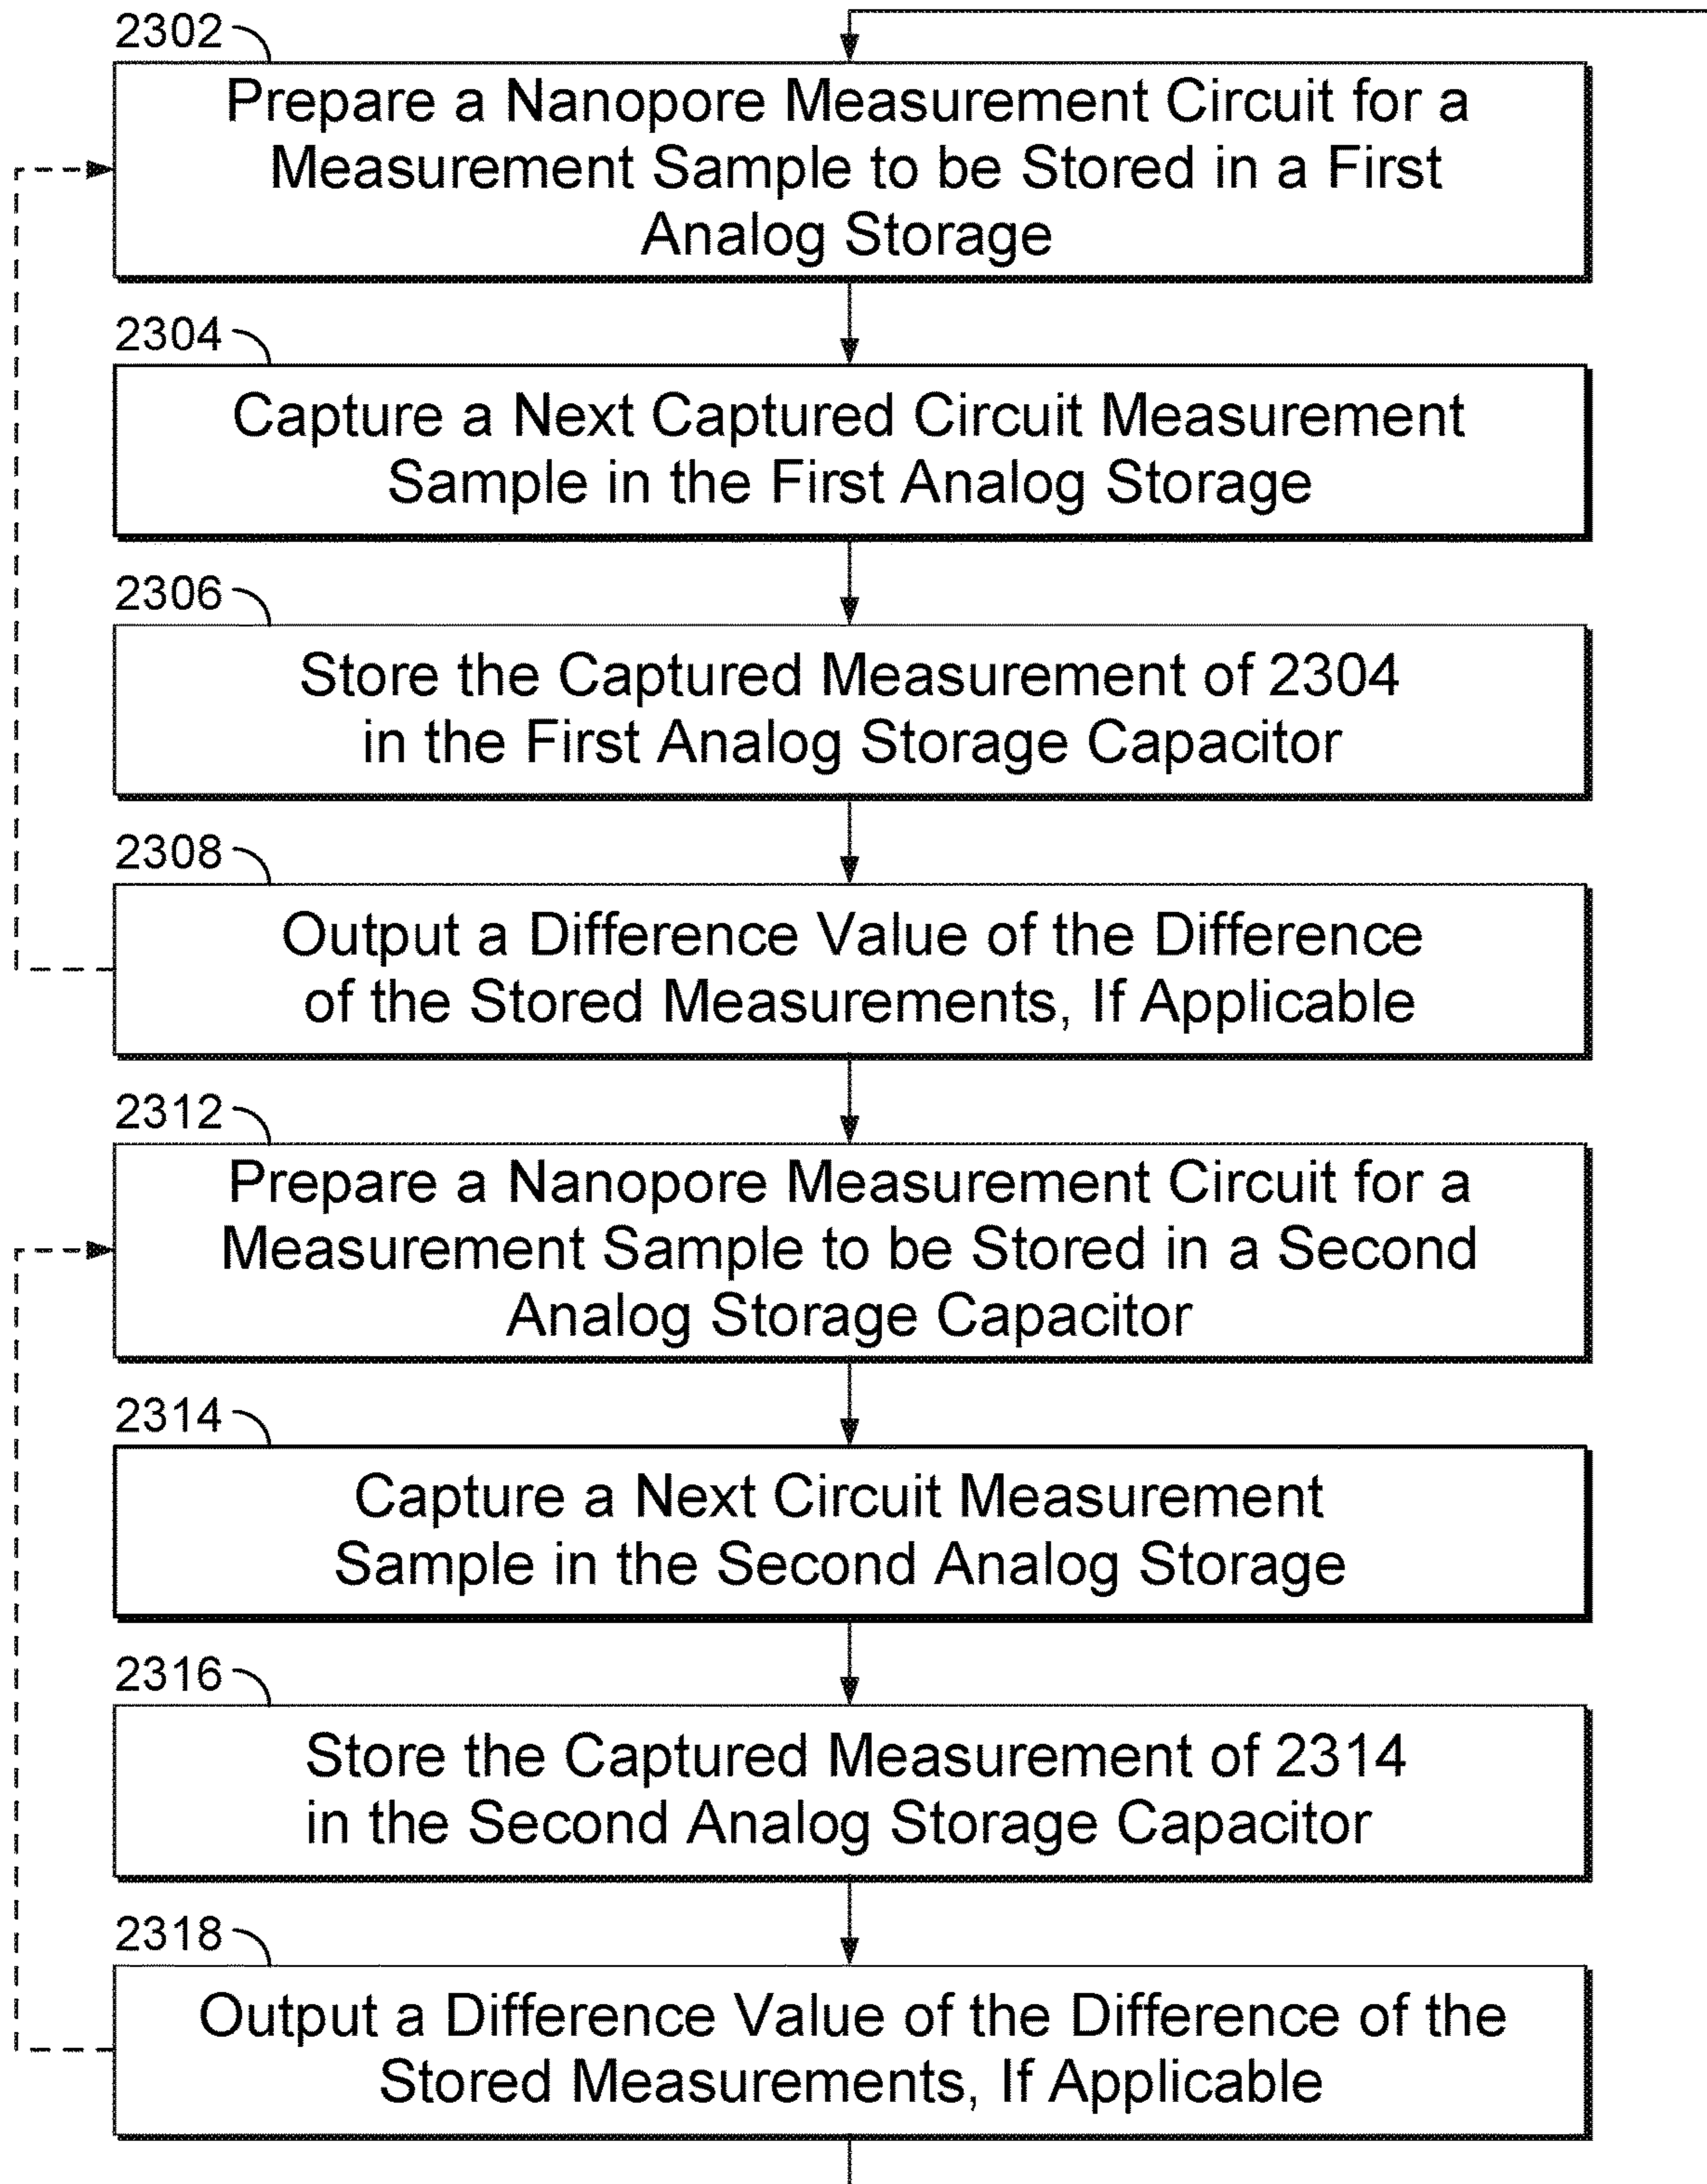 2302
Prepare a Nanopore Measurement Circuit for a
Measurement Sample to be Stored in a First
Analog Storage
2304
Capture a Next Captured Circuit Measurement
Sample in the First Analog Storage
2306
Store the Captured Measurement of 2304
in the First Analog Storage Capacitor
2308
Output a Difference Value of the Difference
of the Stored Measurements, If Applicable
2312
Prepare a Nanopore Measurement Circuit for a
Measurement Sample to be Stored in a Second
Analog Storage Capacitor
2314
Capture a Next Circuit Measurement
Sample in the Second Analog Storage
2316
Store the Captured Measurement of 2314
in the Second Analog Storage Capacitor
2318
Output a Difference Value of the Difference of the
Stored Measurements, If Applicable